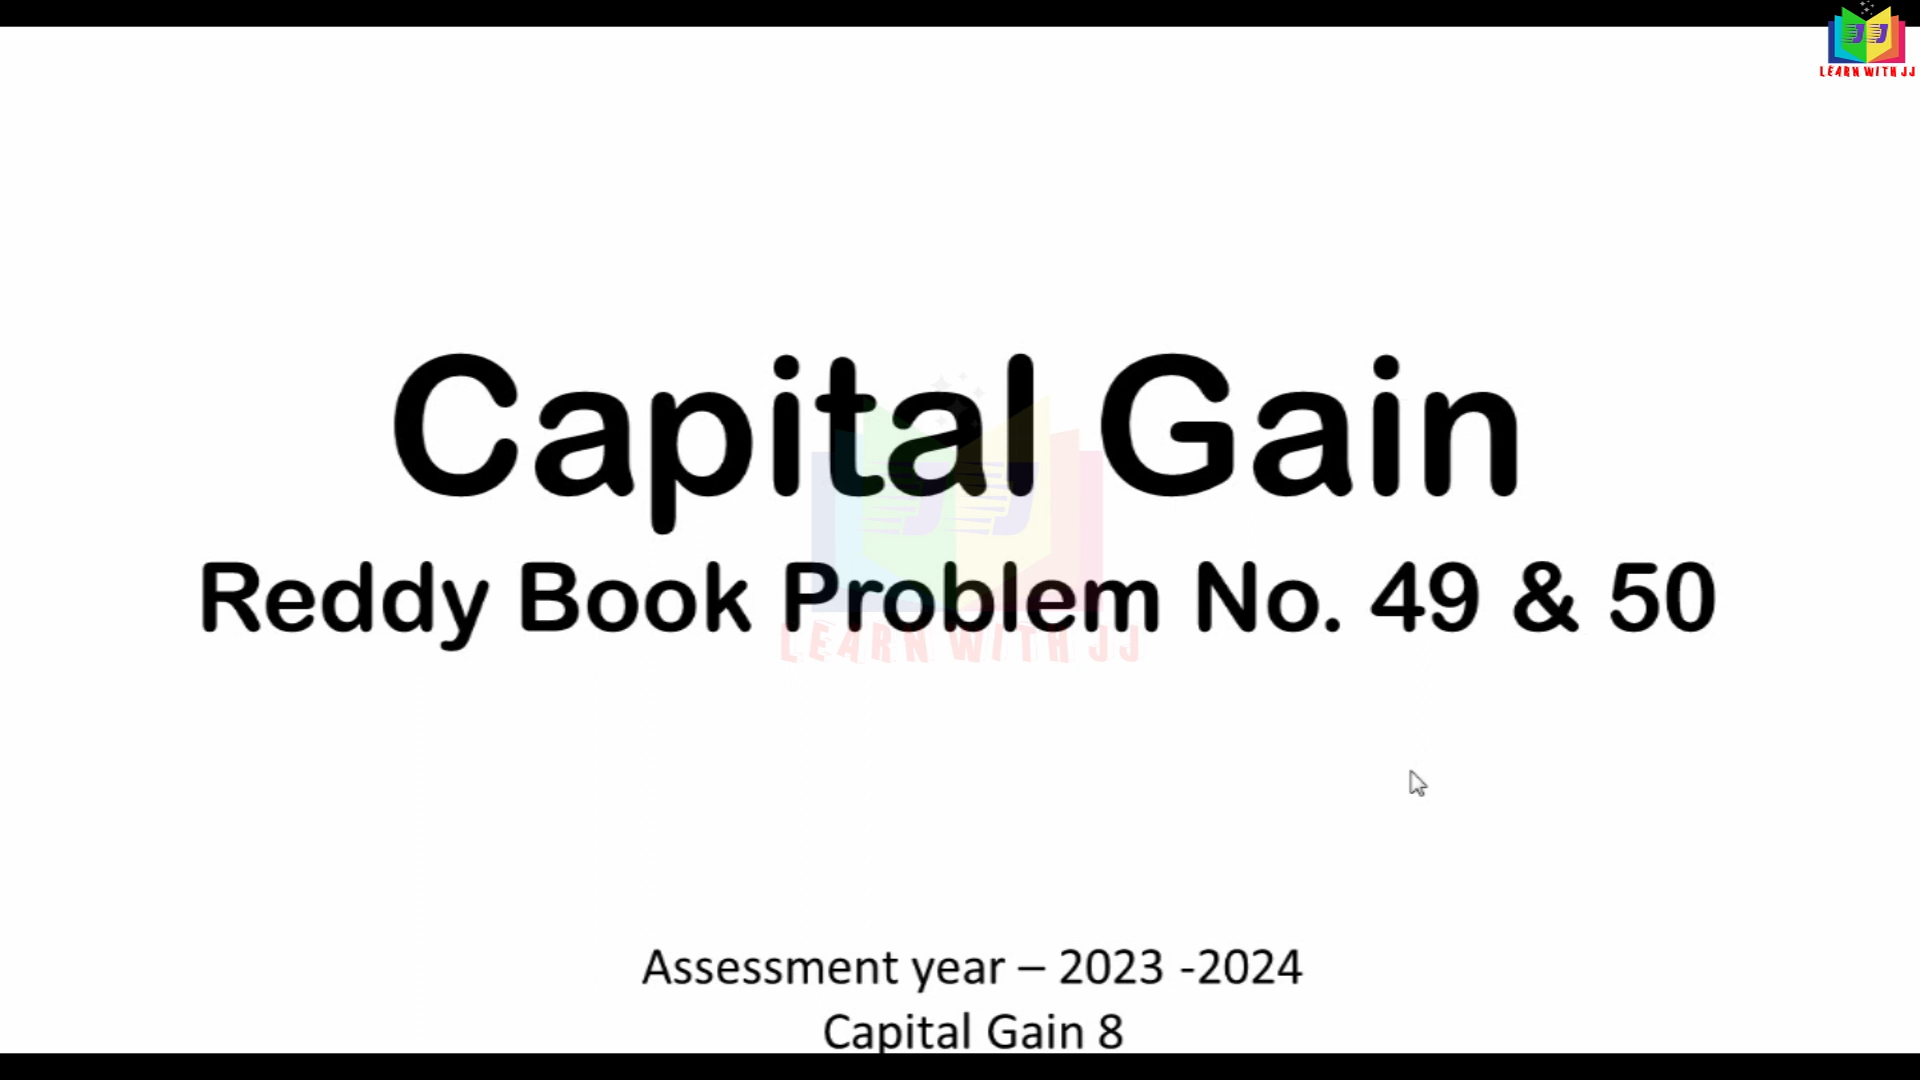 LEARN WITH JJ
Capital Gain
Reddy Book Problem No. 49 & 50
LEARN WITH JJ
Assessment year – 2023 -2024
Capital Gain 8